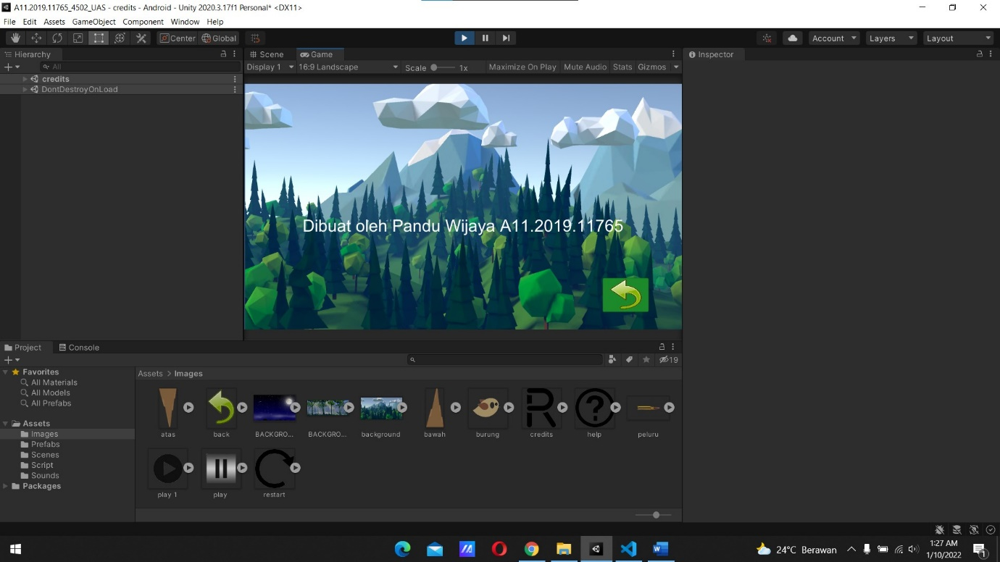 A11.2019.11765_4502_UAS - credits - Android - Unity 2020.3.17f1 Personal* <DX11>
File Edit Assets GameObject Component Window Help
Center Global Account Layers Layout
Hierarchy Scene Game Inspector
All Display 1 16:9 Landscape Scale 1x Maximize On Play Mute Audio Stats Gizmos
credits
DontDestroyOnLoad
Dibuat oleh Pandu Wijaya A11.2019.11765
Project Console
19
Favorites
All Materials
All Models
All Prefabs
Assets
Images
Prefabs
Scenes
Script
Sounds
Packages
Assets > Images
atas back BACKGRO... BACKGRO... background bawah burung credits help peluru
play 1 play restart
24°C Berawan
1:27 AM
1/10/2022
1